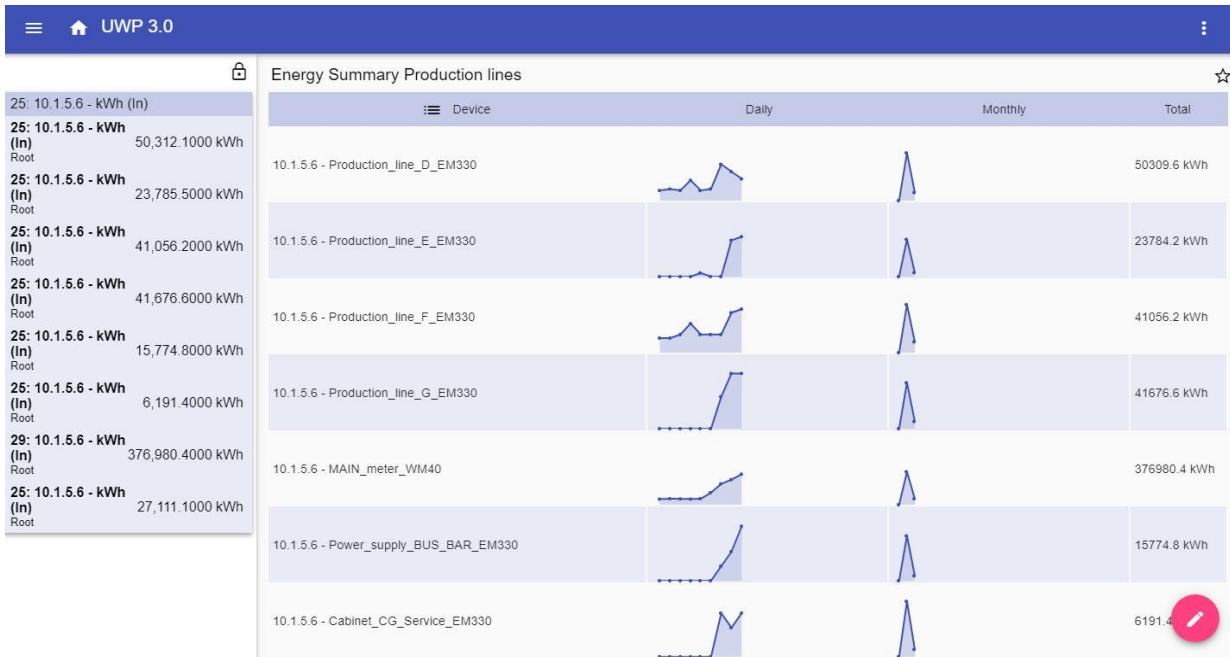 UWP 3.0
25: 10.1.5.6 - kWh (In)
25: 10.1.5.6 - kWh (In) 50,312.1000 kWh
Root
25: 10.1.5.6 - kWh (In) 23,785.5000 kWh
Root
25: 10.1.5.6 - kWh (In) 41,056.2000 kWh
Root
25: 10.1.5.6 - kWh (In) 41,676.6000 kWh
Root
25: 10.1.5.6 - kWh (In) 15,774.8000 kWh
Root
25: 10.1.5.6 - kWh (In) 6,191.4000 kWh
Root
29: 10.1.5.6 - kWh (In) 376,980.4000 kWh
Root
25: 10.1.5.6 - kWh (In) 27,111.1000 kWh
Root
Energy Summary Production lines
Device Daily Monthly Total
10.1.5.6 - Production_line_D_EM330 50309.6 kWh
10.1.5.6 - Production_line_E_EM330 23784.2 kWh
10.1.5.6 - Production_line_F_EM330 41056.2 kWh
10.1.5.6 - Production_line_G_EM330 41676.6 kWh
10.1.5.6 - MAIN_meter_WM40 376980.4 kWh
10.1.5.6 - Power_supply_BUS_BAR_EM330 15774.8 kWh
10.1.5.6 - Cabinet_CG_Service_EM330